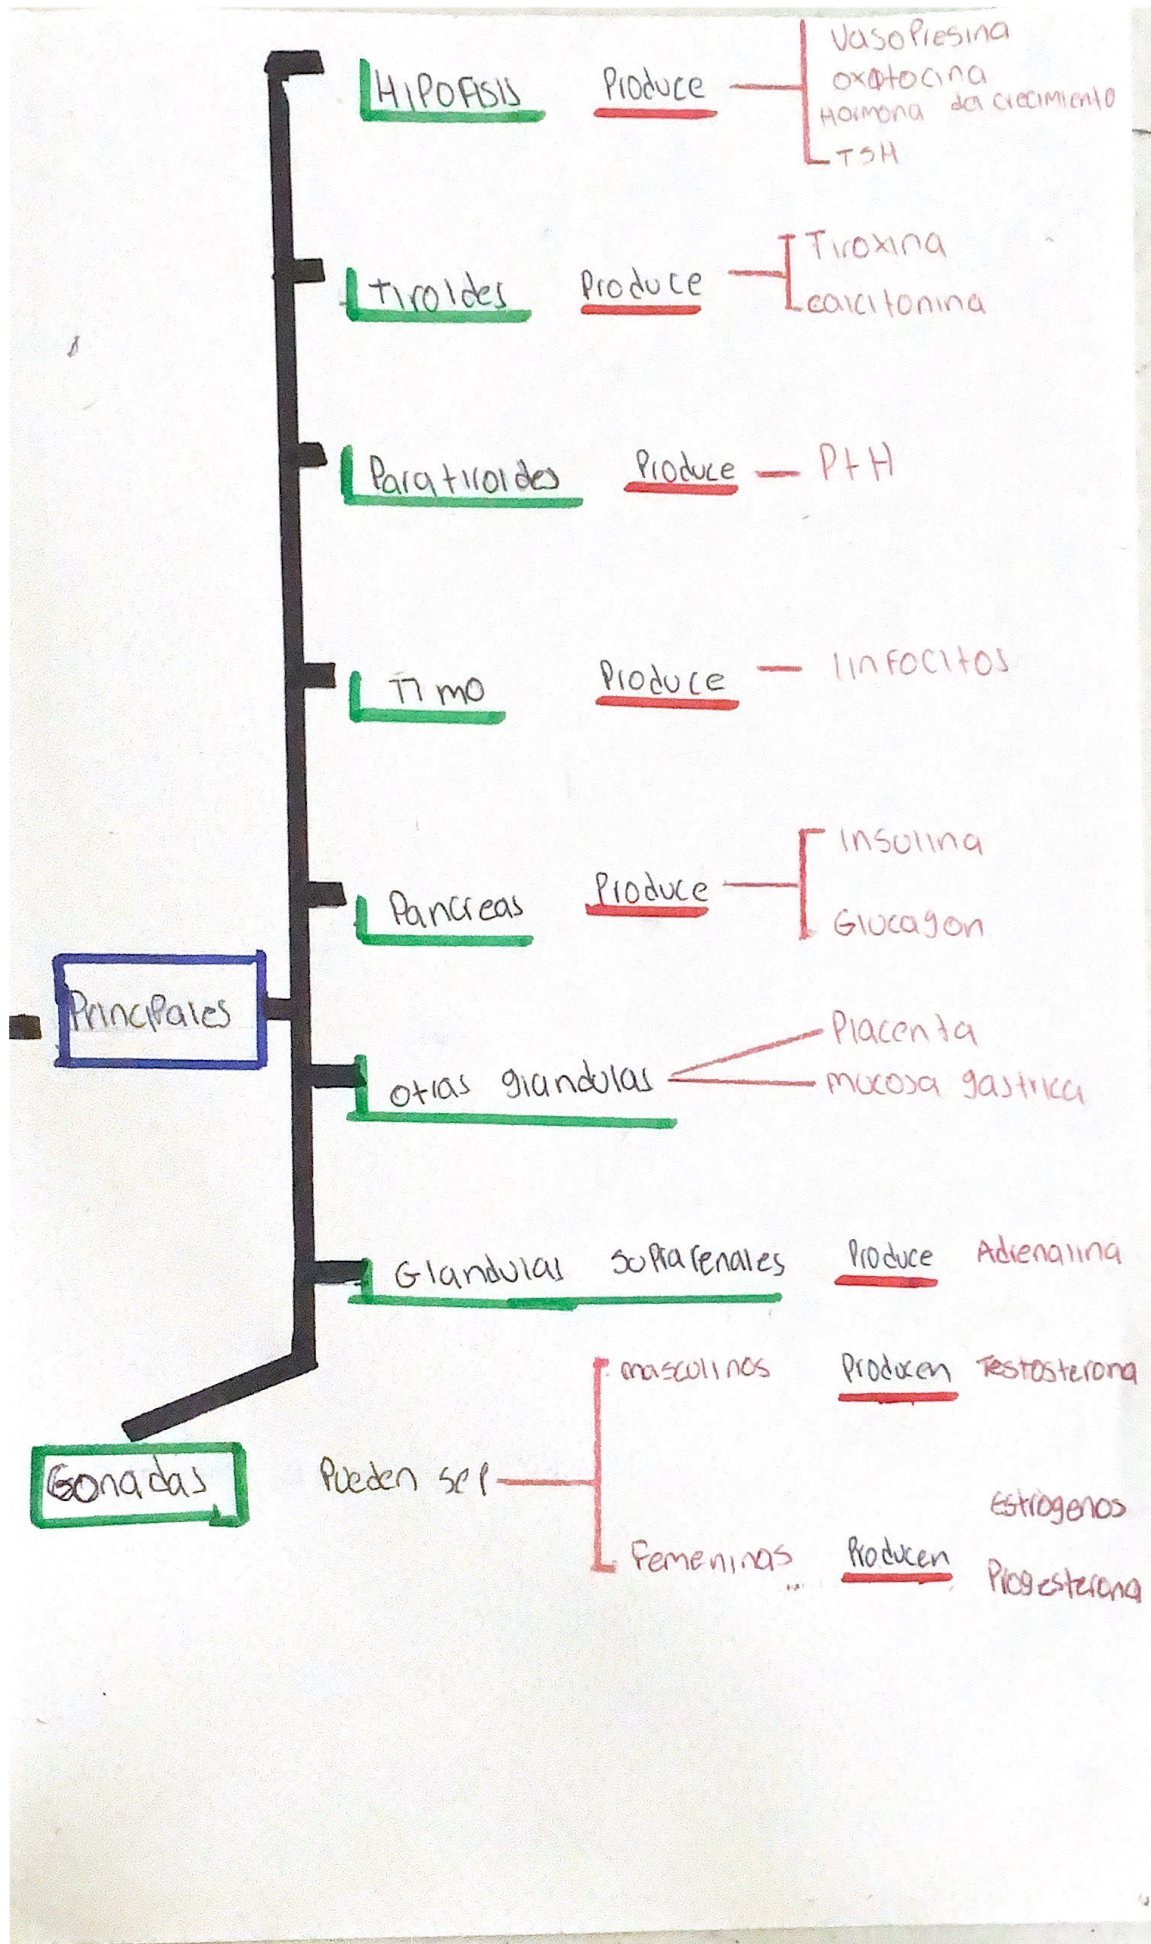 HIPOFISIS Produce
Vasopresina
oxotocina
Hormona del crecimiento
TSH
Tiroides Produce
Tiroxina
calcitonina
Paratiroides Produce PtH
Timo Produce linfocitos
Pancreas Produce
Insulina
Glucagon
Principales
otras glandulas
Placenta
mucosa gastrica
Glandulas suprarenales Produce Adrenalina
Gonadas Pueden ser
masculinos Producen Testosterona
Femeninas Producen
Estrogenos
Progesterona